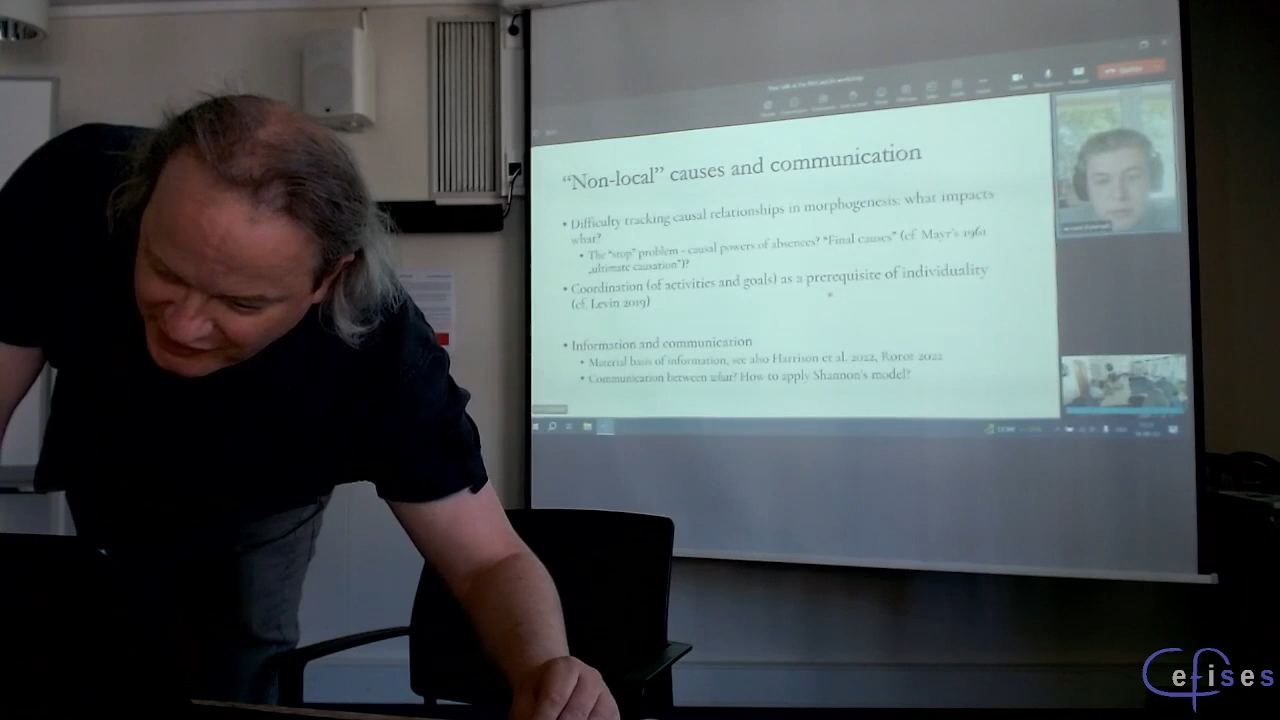 “Non-local” causes and communication
• Difficulty tracking causal relationships in morphogenesis: what impacts
what?
• The “stop” problem – causal powers of absences? “Final causes” (cf. Mayr's 1961
„ultimate causation”)?
• Coordination (of activities and goals) as a prerequisite of individuality
(cf. Levin 2019)
• Information and communication
• Material basis of information, see also Harrison et al. 2022, Rorot 2022
• Communication between what? How to apply Shannon's model?
efises